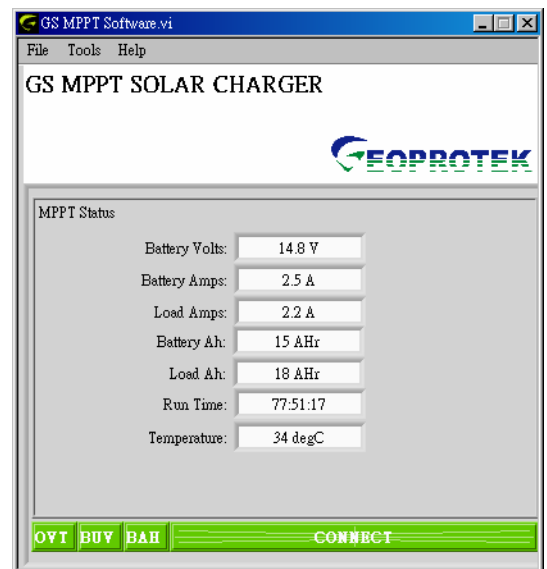 GS MPPT Software.vi
File Tools Help
GS MPPT SOLAR CHARGER
GEOPROTEK
MPPT Status
Battery Volts: 14.8 V
Battery Amps: 2.5 A
Load Amps: 2.2 A
Battery Ah: 15 AHr
Load Ah: 18 AHr
Run Time: 77:51:17
Temperature: 34 degC
OVT BUV BAH CONNECT